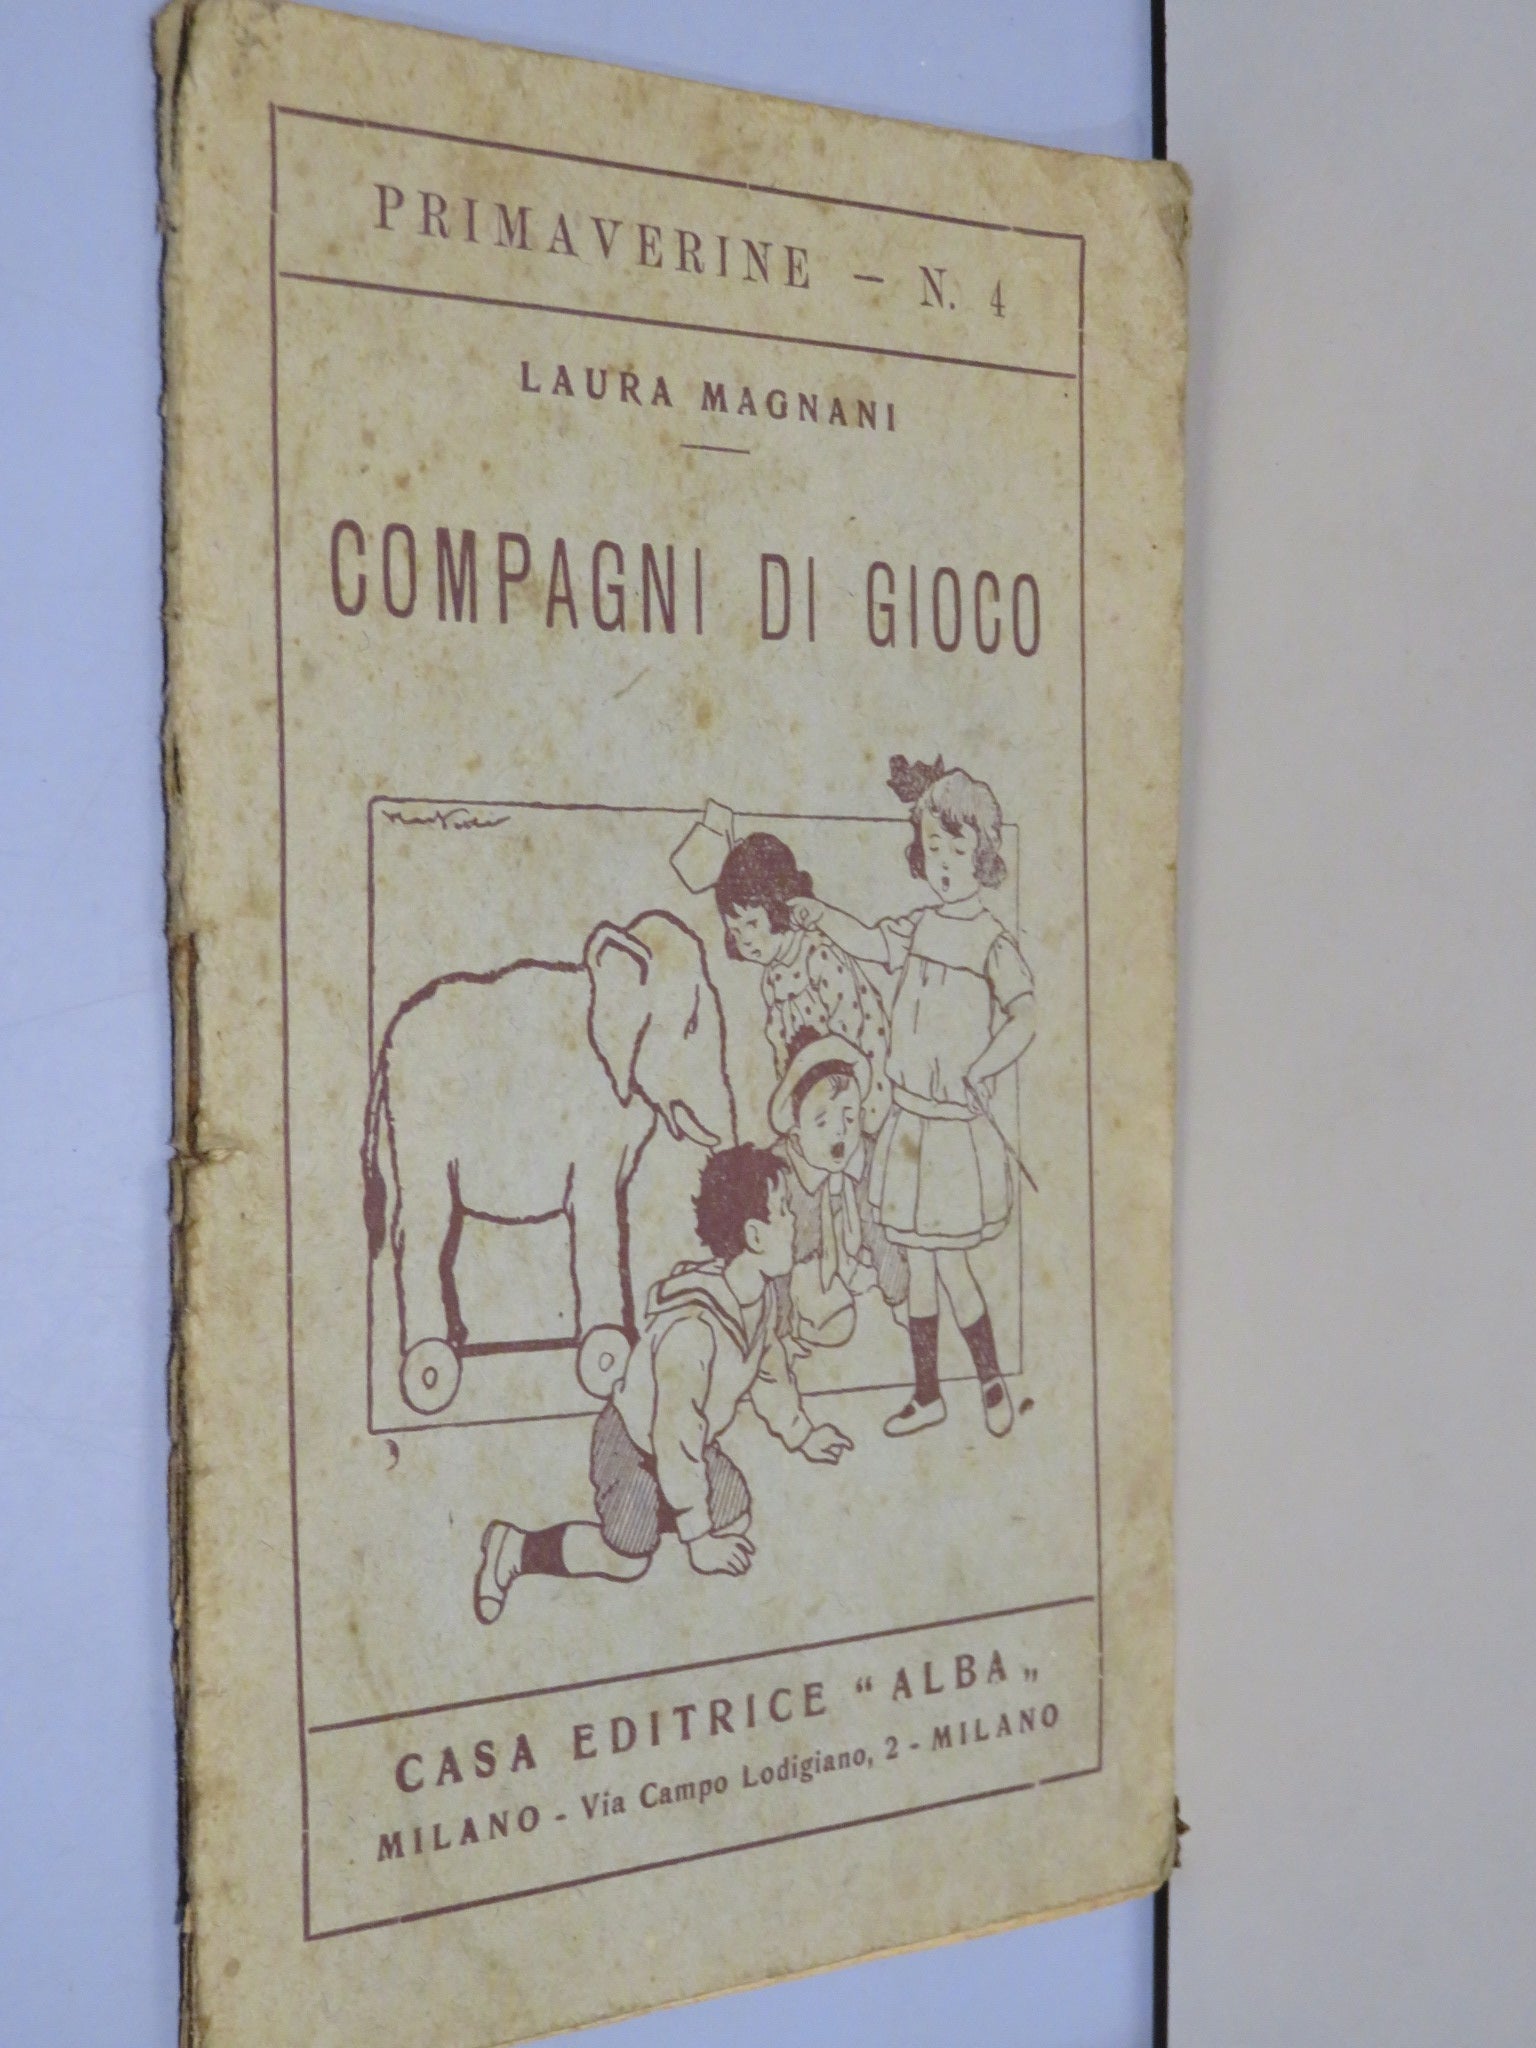 PRIMAVERINE – N. 4
LAURA MAGNANI
COMPAGNI DI GIOCO
CASA EDITRICE “ ALBA „
MILANO - Via Campo Lodigiano, 2 - MILANO